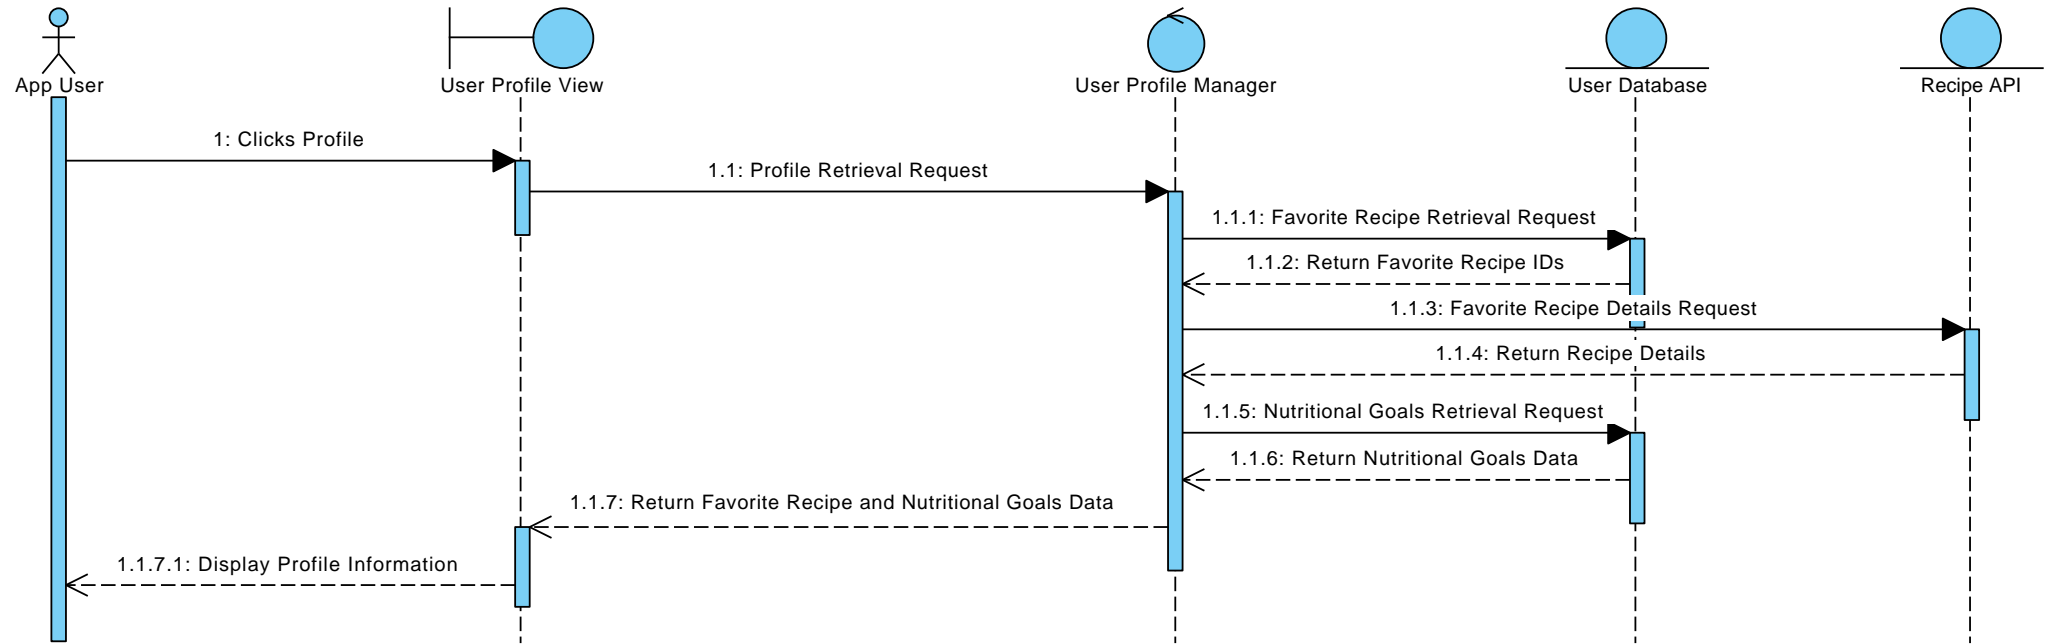 App User
User Profile View
User Profile Manager
User Database
Recipe API
1: Clicks Profile
1.1: Profile Retrieval Request
1.1.1: Favorite Recipe Retrieval Request
1.1.2: Return Favorite Recipe IDs
1.1.3: Favorite Recipe Details Request
1.1.4: Return Recipe Details
1.1.5: Nutritional Goals Retrieval Request
1.1.6: Return Nutritional Goals Data
1.1.7: Return Favorite Recipe and Nutritional Goals Data
1.1.7.1: Display Profile Information